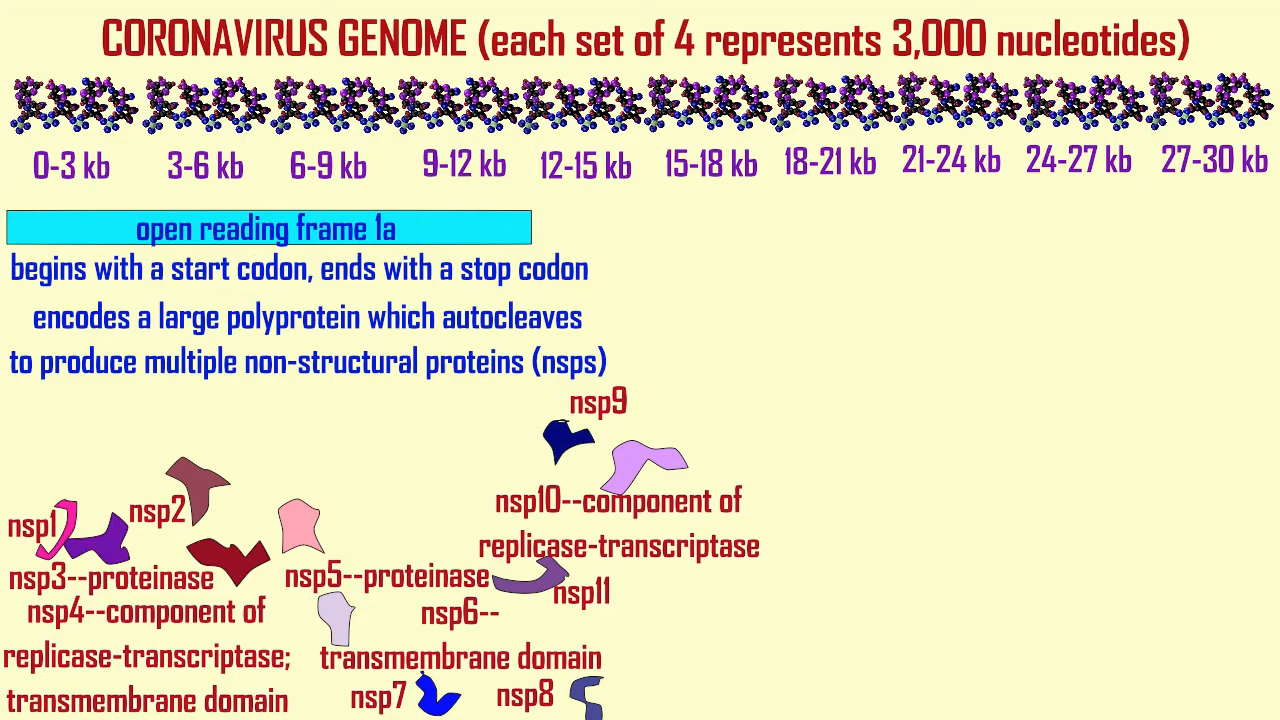 CORONAVIRUS GENOME (each set of 4 represents 3,000 nucleotides)
0-3 kb 3-6 kb 6-9 kb 9-12 kb 12-15 kb 15-18 kb 18-21 kb 21-24 kb 24-27 kb 27-30 kb
open reading frame 1a
begins with a start codon, ends with a stop codon
encodes a large polyprotein which autocleaves
to produce multiple non-structural proteins (nsps)
nsp9
nsp10--component of
replicase-transcriptase
nsp1
nsp2
nsp3--proteinase
nsp4--component of
replicase-transcriptase;
transmembrane domain
nsp5--proteinase
nsp11
nsp6--
transmembrane domain
nsp7
nsp8